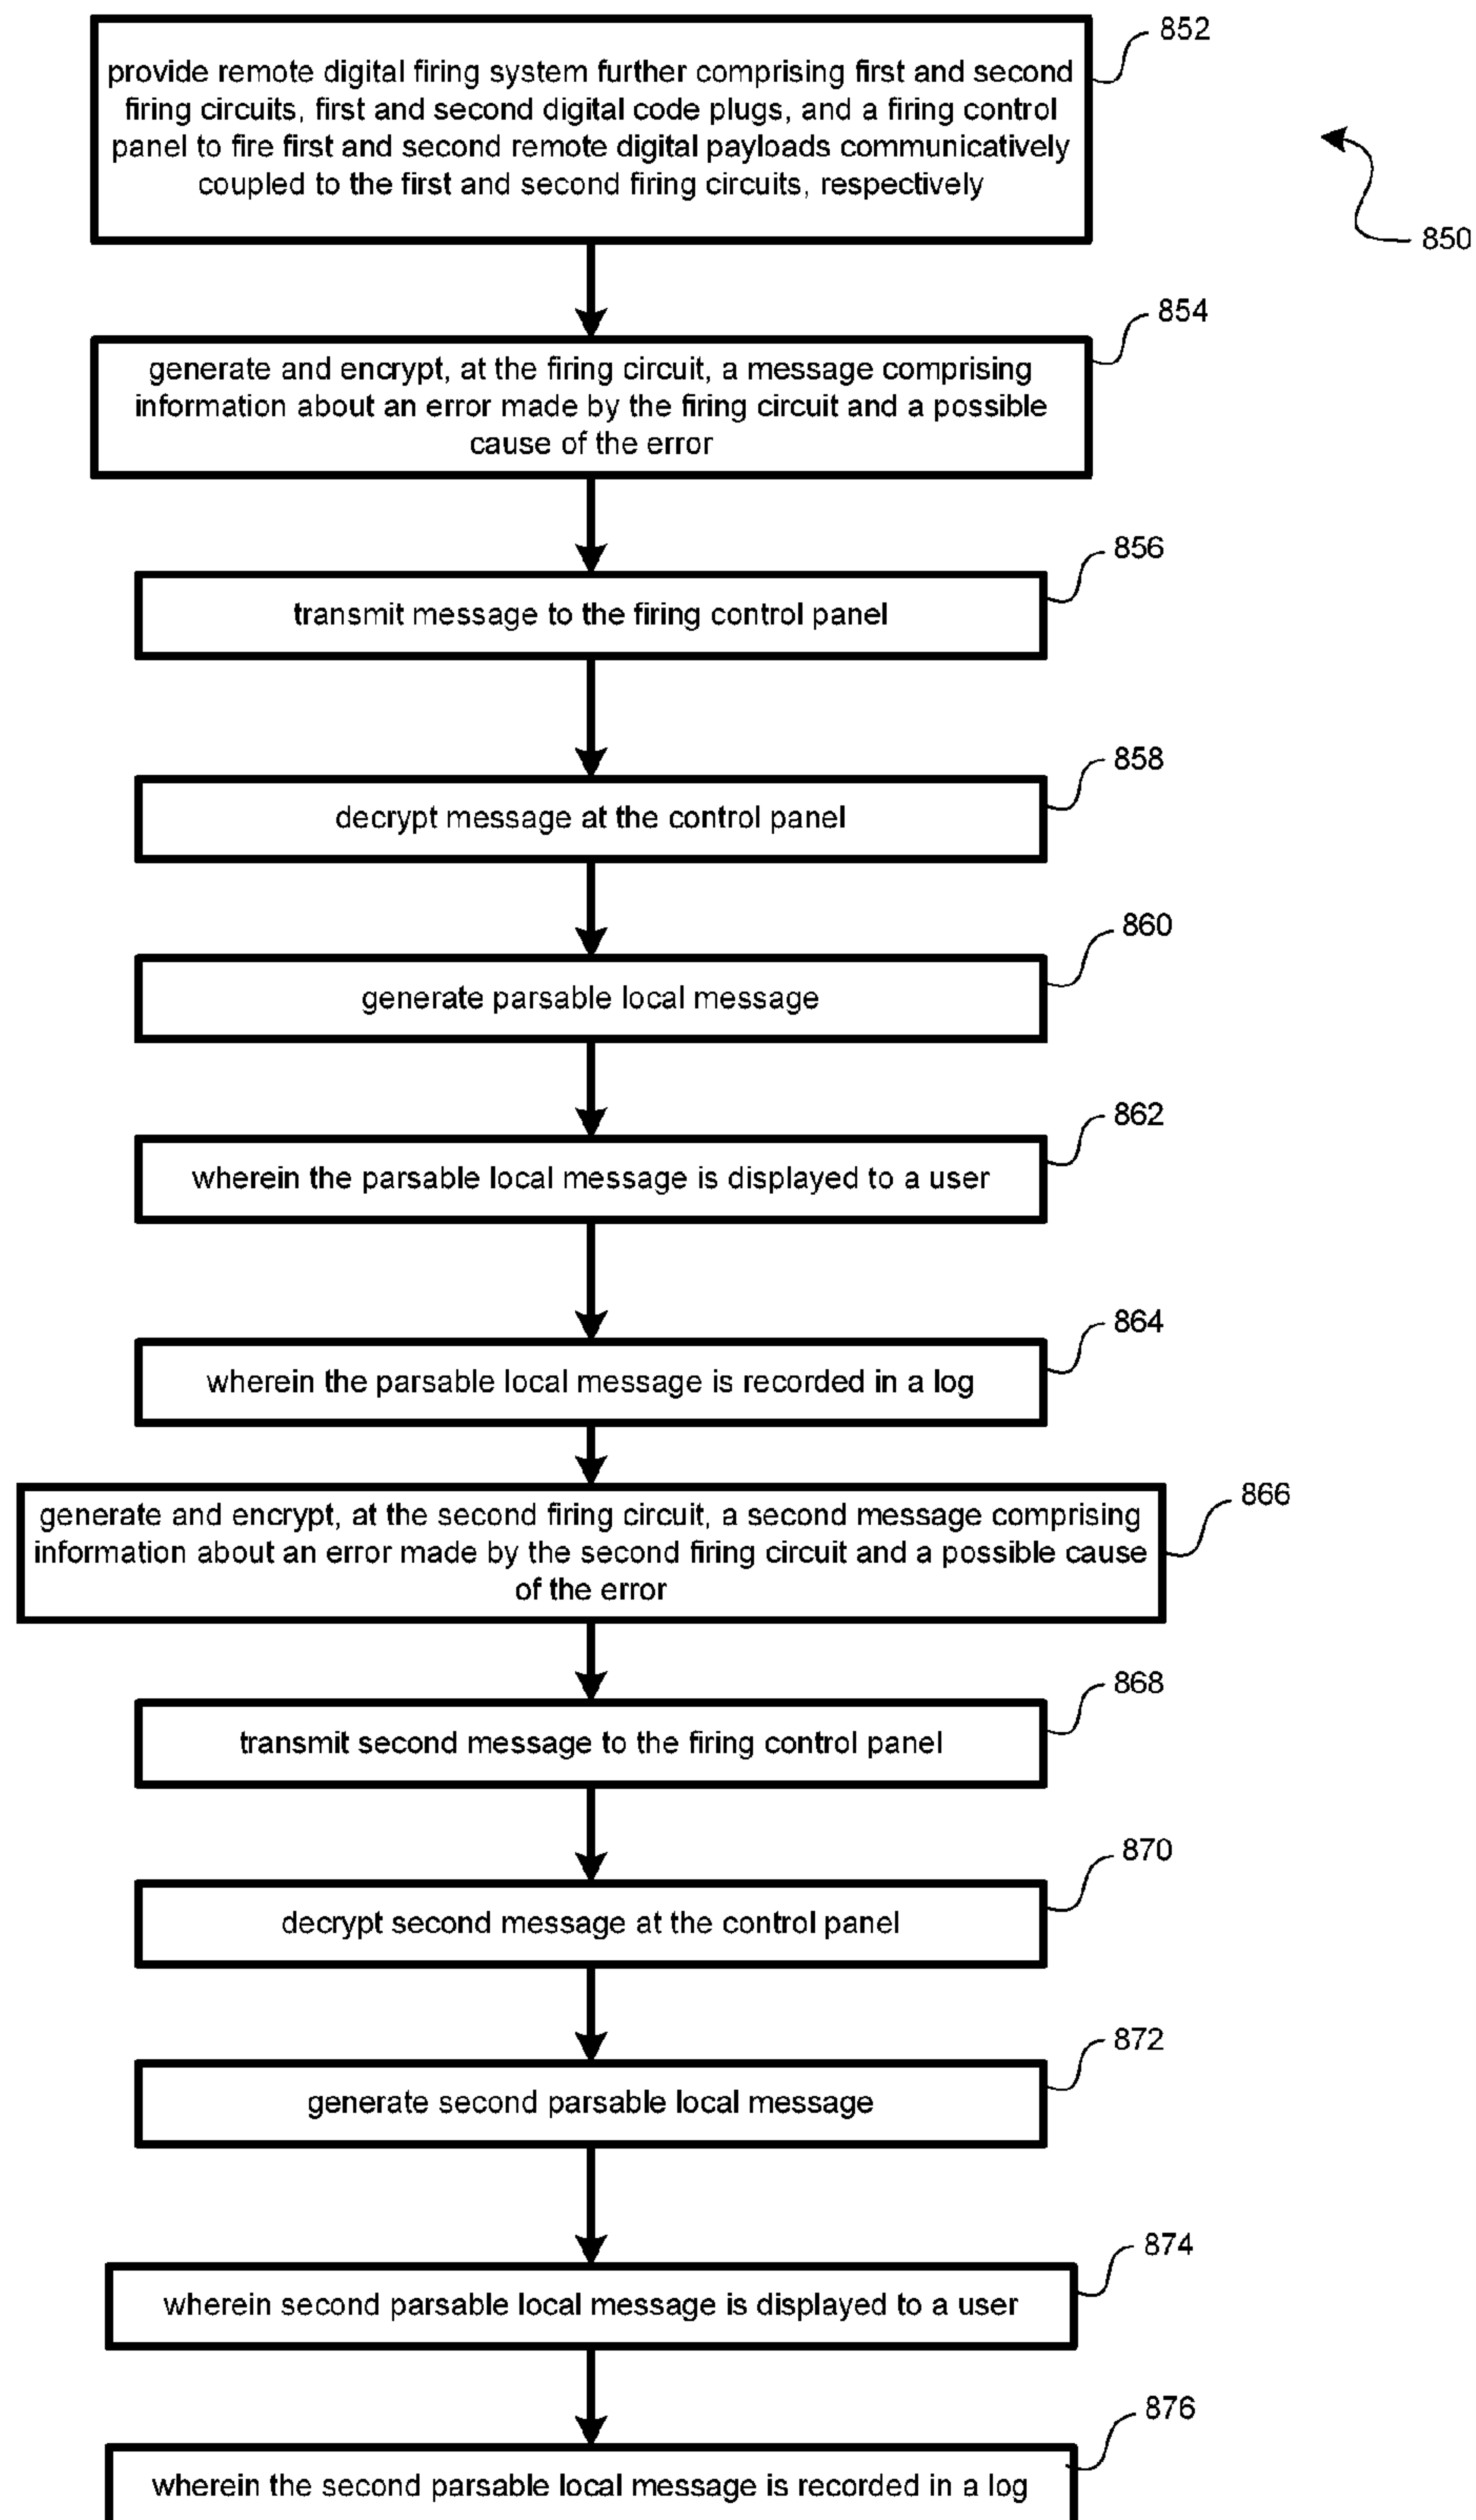 852
provide remote digital firing system further comprising first and second
firing circuits, first and second digital code plugs, and a firing control
panel to fire first and second remote digital payloads communicatively
coupled to the first and second firing circuits, respectively
850
854
generate and encrypt, at the firing circuit, a message comprising
information about an error made by the firing circuit and a possible
cause of the error
856
transmit message to the firing control panel
858
decrypt message at the control panel
860
generate parsable local message
862
wherein the parsable local message is displayed to a user
864
wherein the parsable local message is recorded in a log
866
generate and encrypt, at the second firing circuit, a second message comprising
information about an error made by the second firing circuit and a possible cause
of the error
868
transmit second message to the firing control panel
870
decrypt second message at the control panel
872
generate second parsable local message
874
wherein second parsable local message is displayed to a user
876
wherein the second parsable local message is recorded in a log